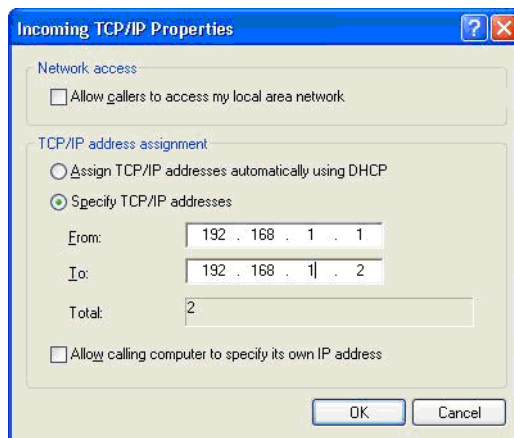 Incoming TCP/IP Properties
Network access
Allow callers to access my local area network
TCP/IP address assignment
Assign TCP/IP addresses automatically using DHCP
Specify TCP/IP addresses
From: 192 . 168 . 1 . 1
To: 192 . 168 . 1 . 2
Total: 2
Allow calling computer to specify its own IP address
OK Cancel